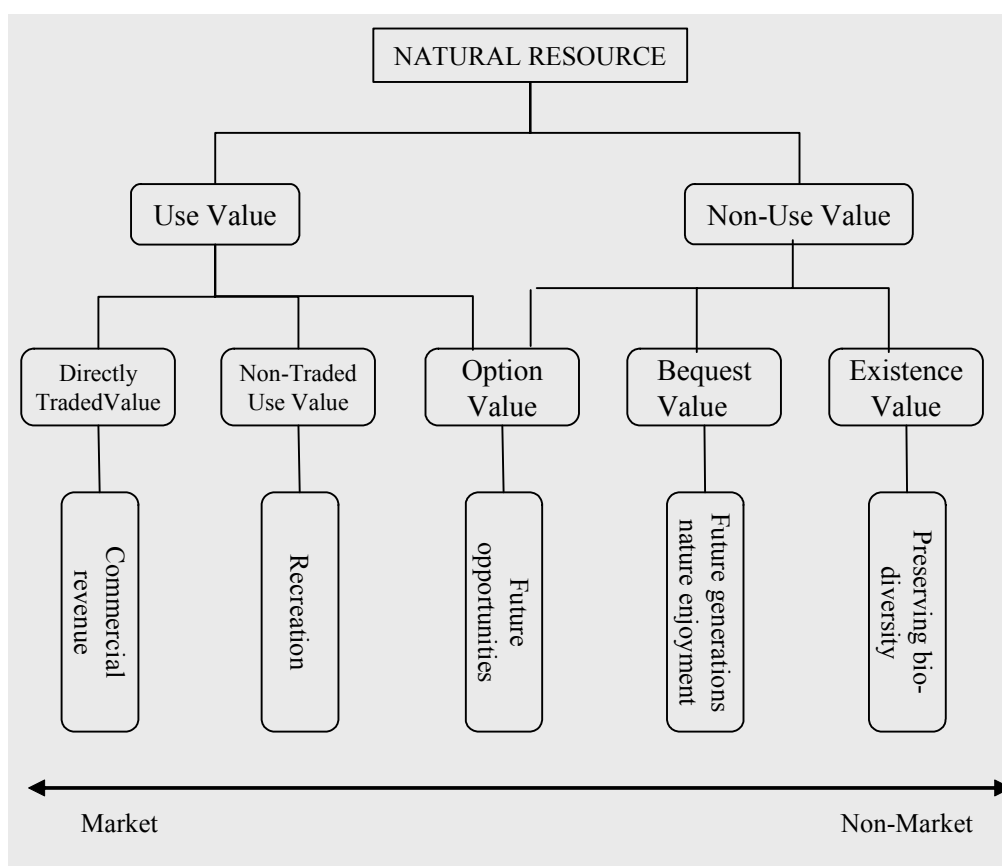 NATURAL RESOURCE
Use Value
Non-Use Value
Directly
TradedValue
Non-Traded
Use Value
Option
Value
Bequest
Value
Existence
Value
Commercial
revenue
Recreation
Future
opportunities
Future generations
nature enjoyment
Preserving bio-
diversity
Market
Non-Market